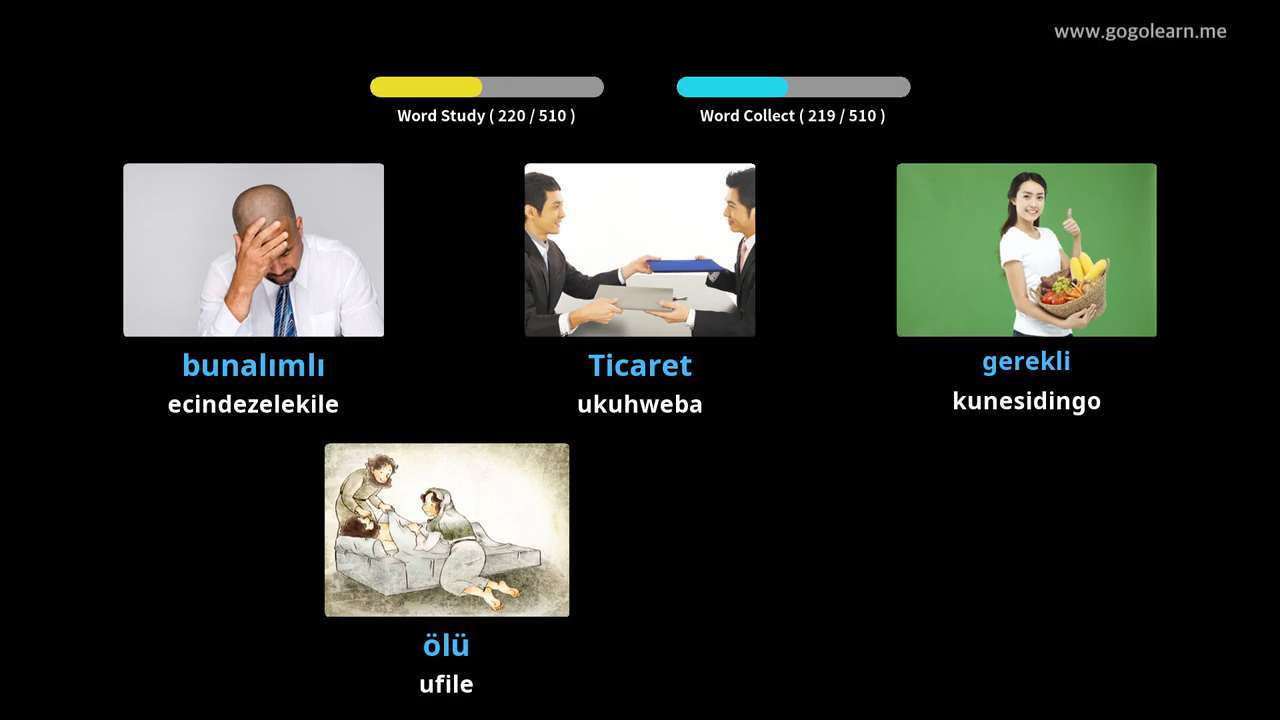 www.gogolearn.me
Word Study ( 220 / 510 )
Word Collect ( 219 / 510 )
bunalımlı
ecindezelekile
Ticaret
ukuhweba
gerekli
kunesidingo
ölü
ufile